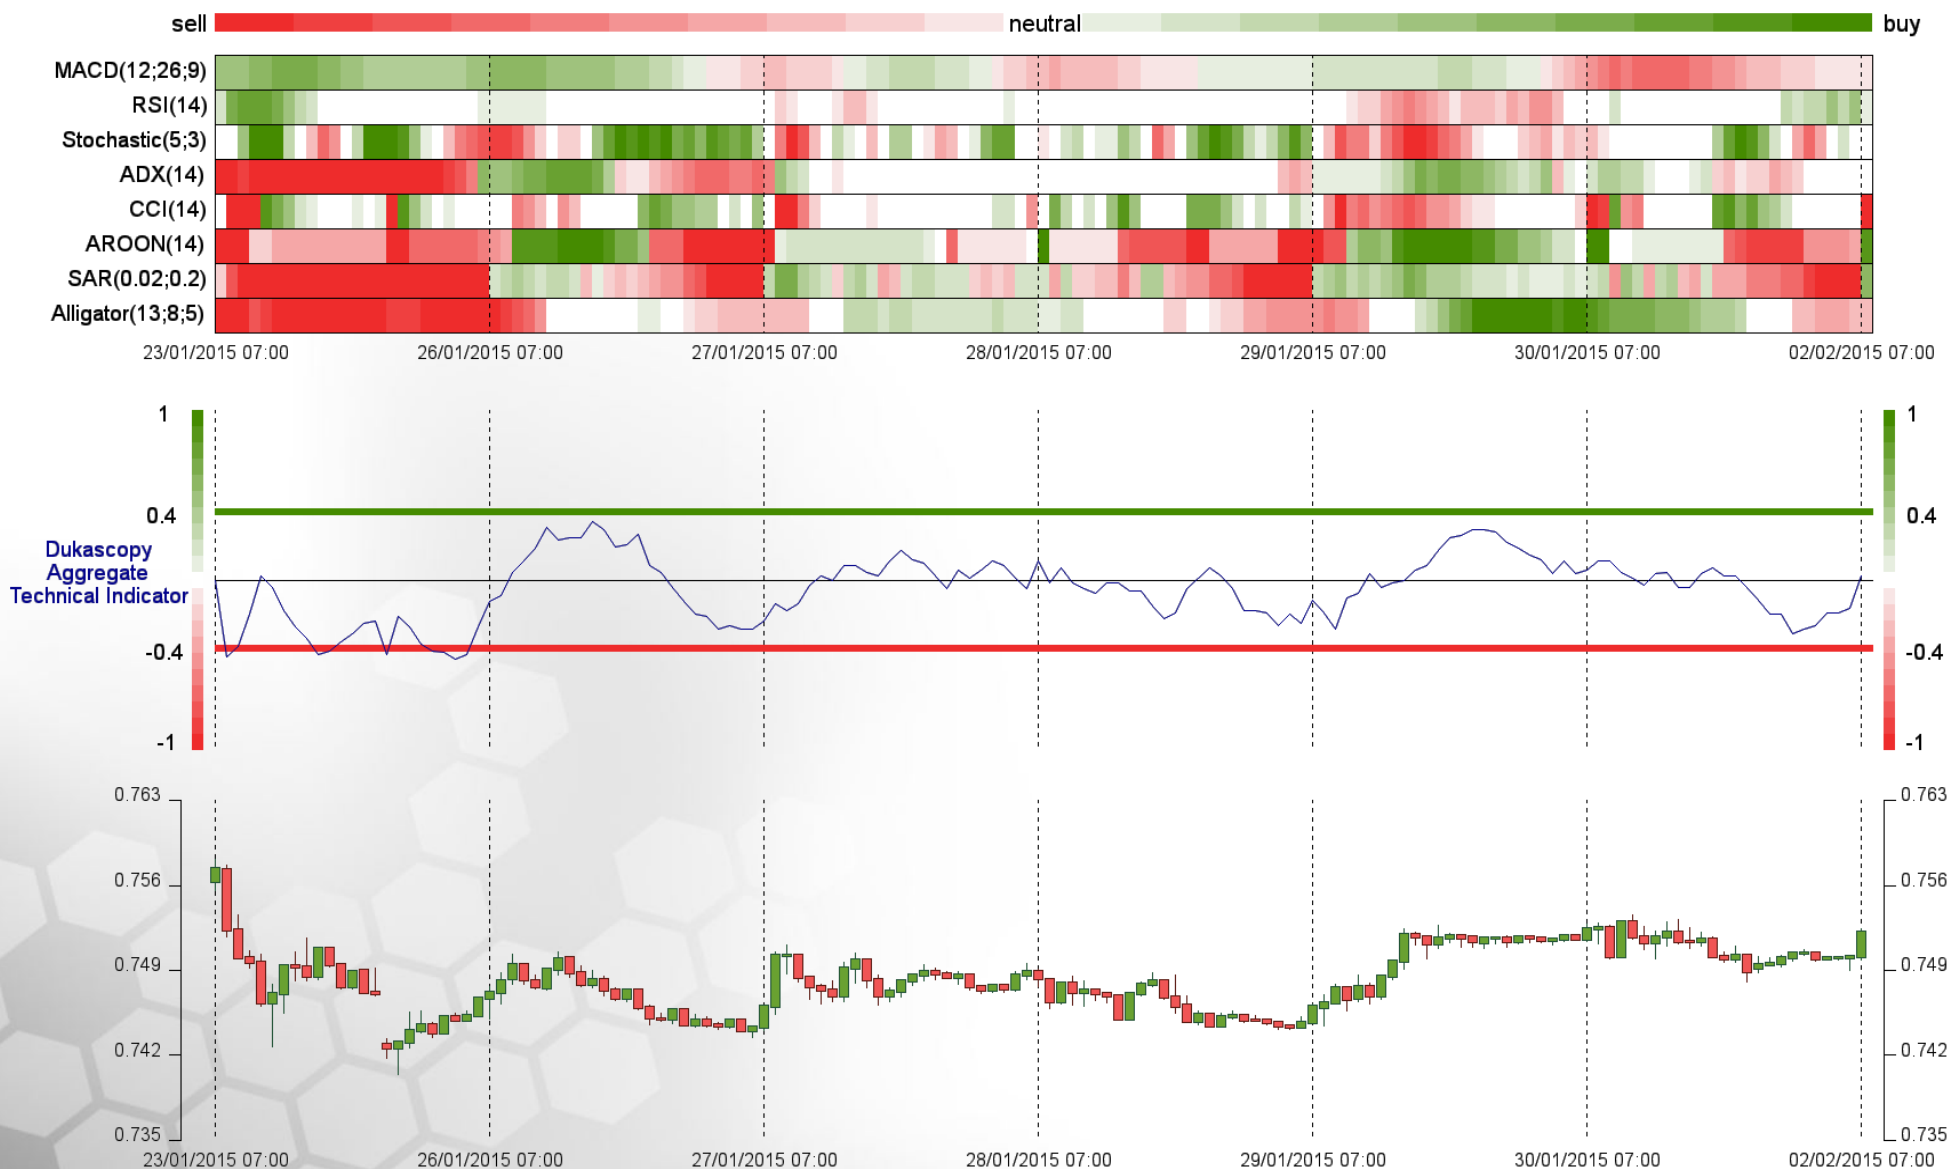 sell neutral buy
MACD(12;26;9)
RSI(14)
Stochastic(5;3)
ADX(14)
CCI(14)
AROON(14)
SAR(0.02;0.2)
Alligator(13;8;5)
23/01/2015 07:00 26/01/2015 07:00 27/01/2015 07:00 28/01/2015 07:00 29/01/2015 07:00 30/01/2015 07:00 02/02/2015 07:00
1 1
0.4 0.4
Dukascopy
Aggregate
Technical Indicator
-0.4 -0.4
-1 -1
0.763 0.763
0.756 0.756
0.749 0.749
0.742 0.742
0.735 0.735
23/01/2015 07:00 26/01/2015 07:00 27/01/2015 07:00 28/01/2015 07:00 29/01/2015 07:00 30/01/2015 07:00 02/02/2015 07:00